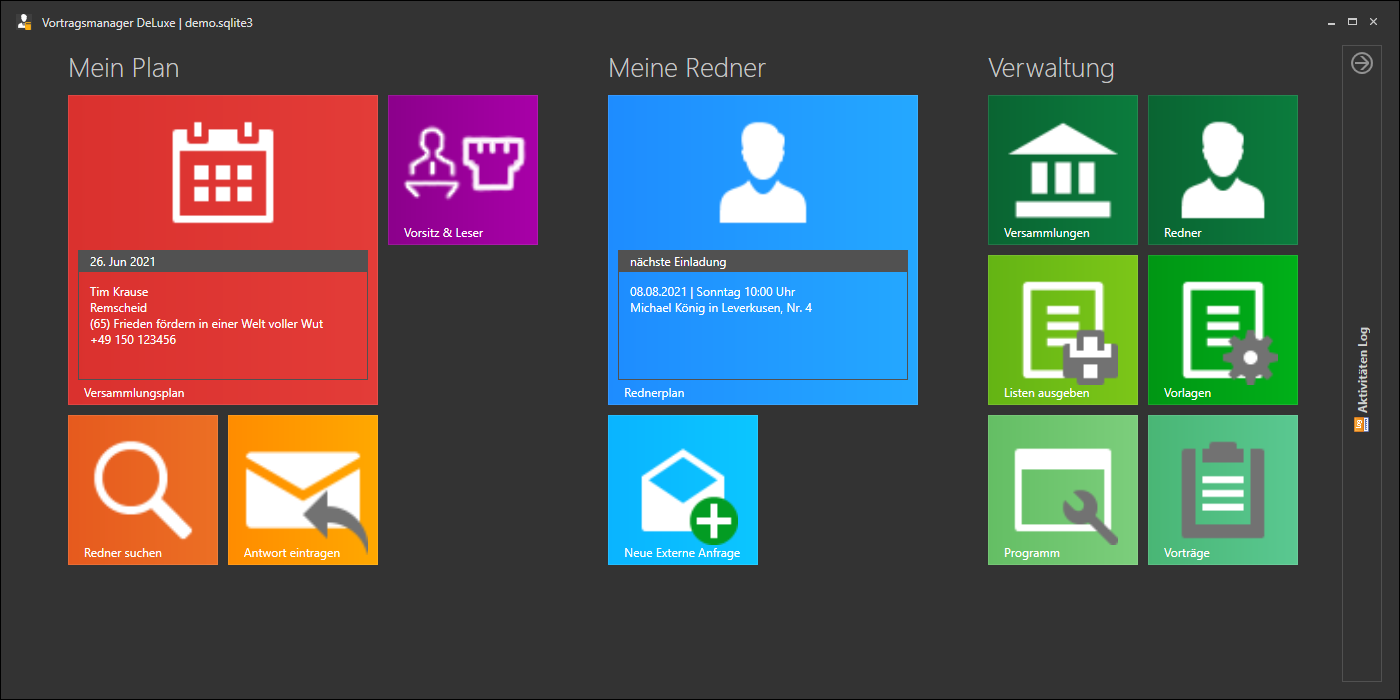 Vortragsmanager DeLuxe | demo.sqlite3
Mein Plan
Vorsitz & Leser
26. Jun 2021
Tim Krause
Remscheid
(65) Frieden fördern in einer Welt voller Wut
+49 150 123456
Versammlungsplan
Redner suchen
Antwort eintragen
Meine Redner
nächste Einladung
08.08.2021 | Sonntag 10:00 Uhr
Michael König in Leverkusen, Nr. 4
Rednerplan
Neue Externe Anfrage
Verwaltung
Versammlungen
Redner
Listen ausgeben
Vorlagen
Programm
Vorträge
Aktivitäten Log